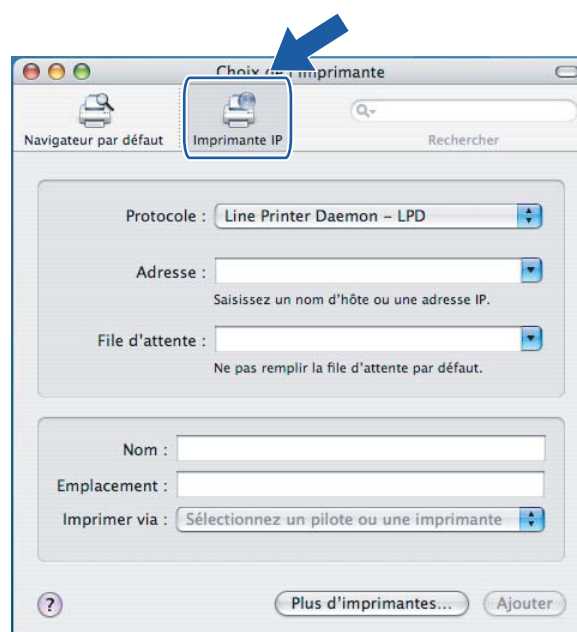 Choix de l'imprimante
Navigateur par défaut
Imprimante IP
Rechercher
Protocole :
Line Printer Daemon – LPD
Adresse :
Saisissez un nom d'hôte ou une adresse IP.
File d'attente :
Ne pas remplir la file d'attente par défaut.
Nom :
Emplacement :
Imprimer via :
Sélectionnez un pilote ou une imprimante
?
Plus d'imprimantes...
Ajouter